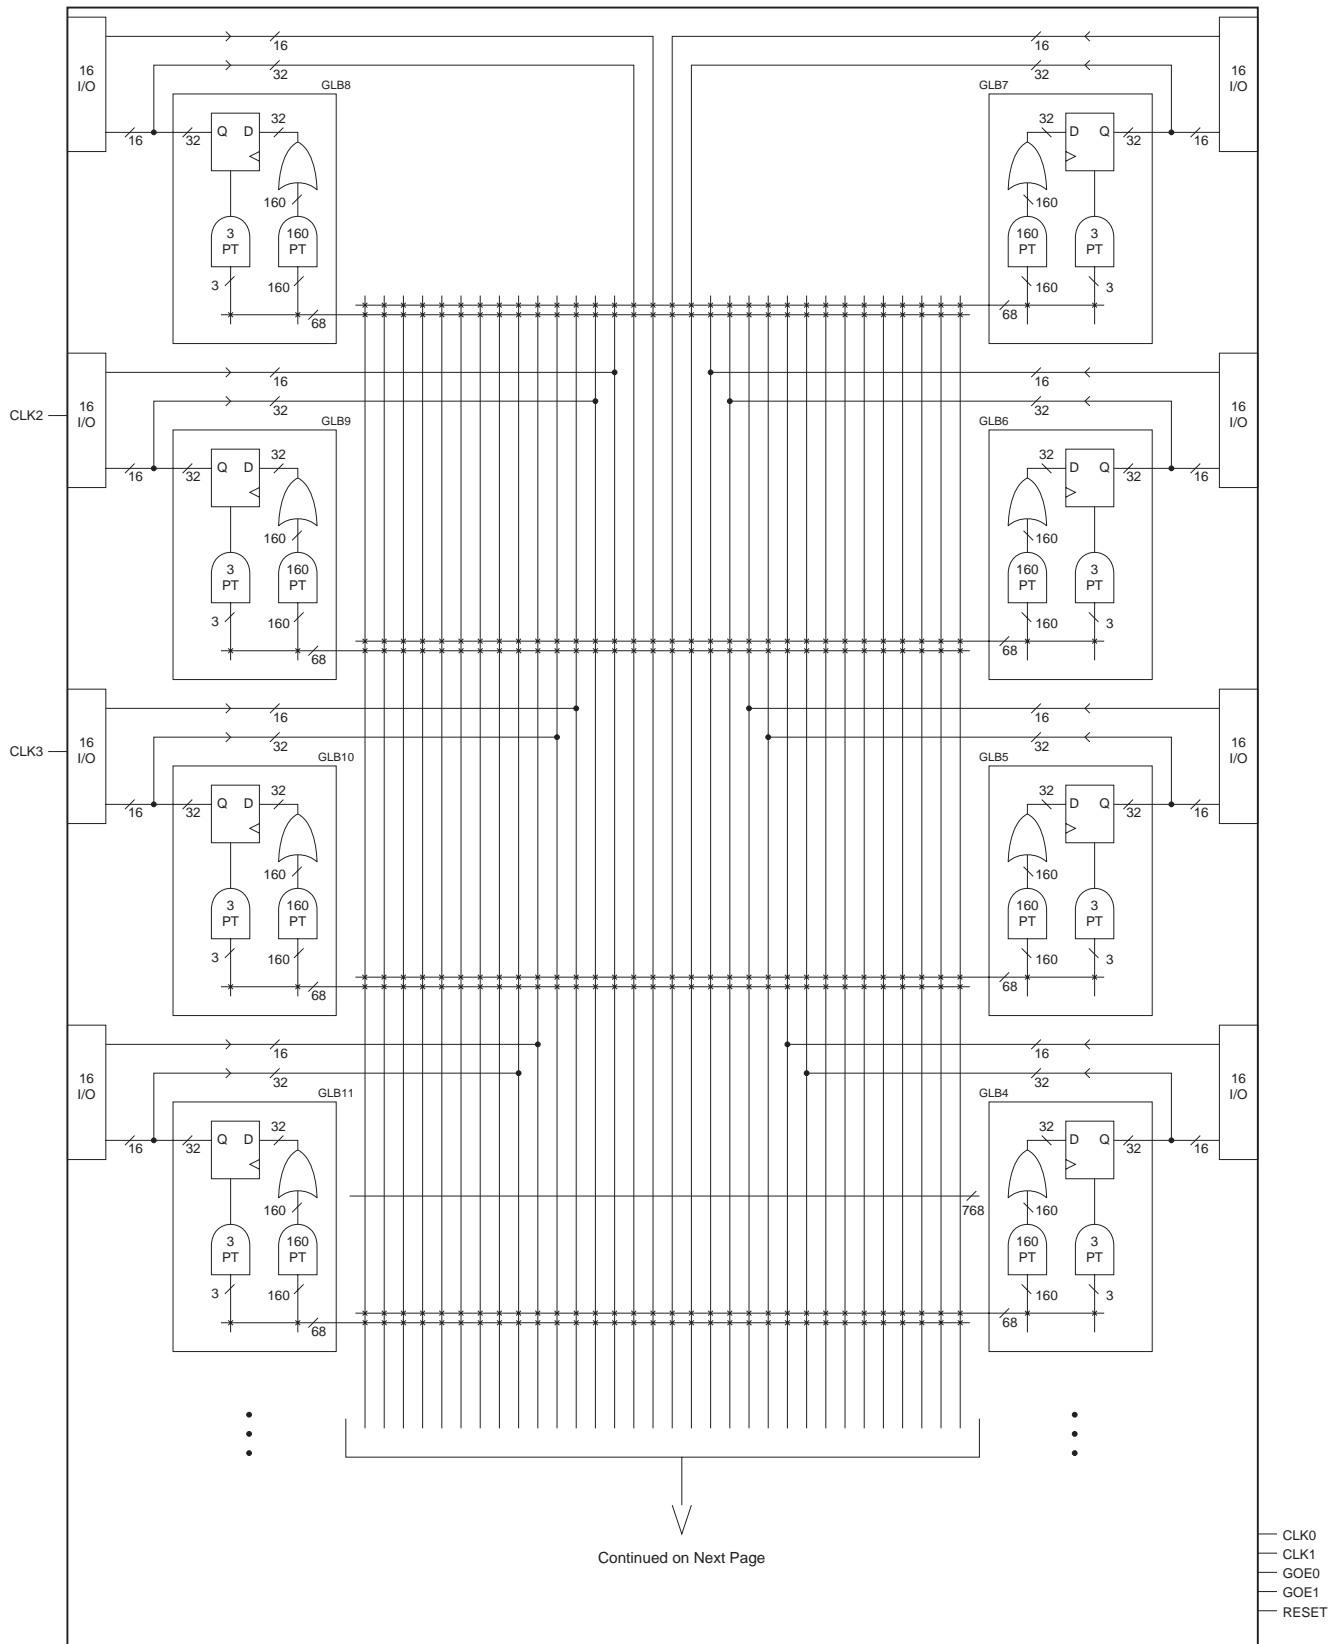 16
16
32
32
16
I/O
16
I/O
GLB8
GLB7
16
32
Q D
32
32
D Q
32
16
160
160
3
PT
160
PT
160
PT
3
PT
3
160
160
3
68
68
16
16
32
32
CLK2
16
I/O
16
I/O
GLB9
GLB6
16
32
Q D
32
32
D Q
32
16
160
160
3
PT
160
PT
160
PT
3
PT
3
160
160
3
68
68
16
16
32
32
CLK3
16
I/O
16
I/O
GLB10
GLB5
16
32
Q D
32
32
D Q
32
16
160
160
3
PT
160
PT
160
PT
3
PT
3
160
160
3
68
68
16
16
32
32
16
I/O
16
I/O
GLB11
GLB4
16
32
Q D
32
32
D Q
32
16
160
768
160
3
PT
160
PT
160
PT
3
PT
3
160
160
3
68
68
Continued on Next Page
CLK0
CLK1
GOE0
GOE1
RESET